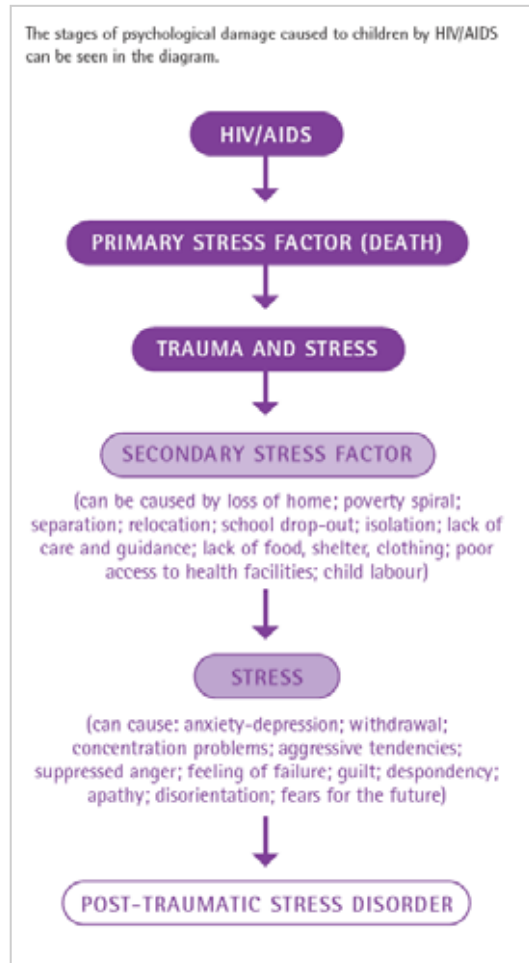 The stages of psychological damage caused to children by HIV/AIDS
can be seen in the diagram.
HIV/AIDS
PRIMARY STRESS FACTOR (DEATH)
TRAUMA AND STRESS
SECONDARY STRESS FACTOR
(can be caused by loss of home; poverty spiral;
separation; relocation; school drop-out; isolation; lack of
care and guidance; lack of food, shelter, clothing; poor
access to health facilities; child labour)
STRESS
(can cause: anxiety-depression; withdrawal;
concentration problems; aggressive tendencies;
suppressed anger; feeling of failure; guilt; despondency;
apathy; disorientation; fears for the future)
POST-TRAUMATIC STRESS DISORDER